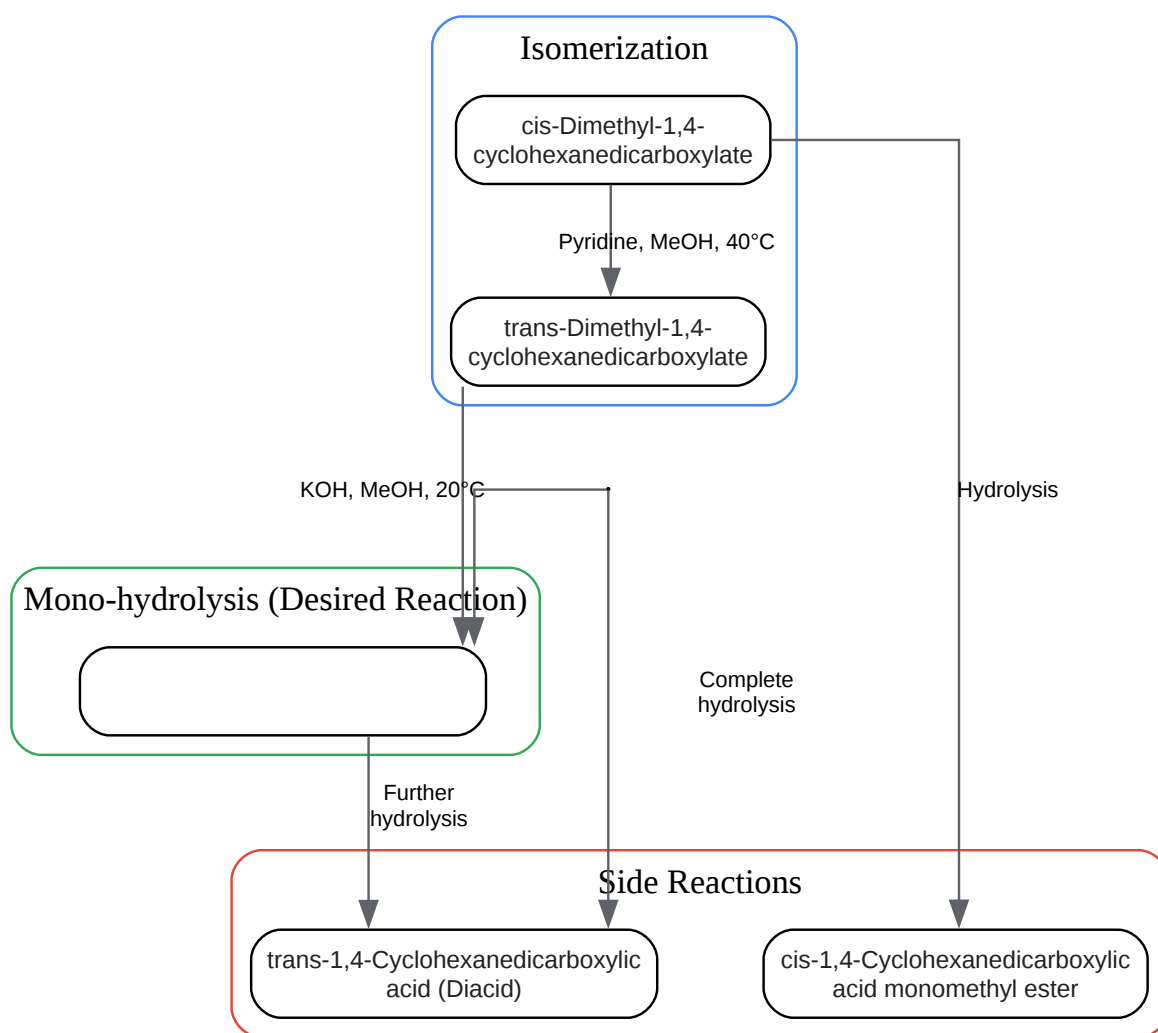 Isomerization
cis-Dimethyl-1,4-
cyclohexanedicarboxylate
Pyridine, MeOH, 40°C
trans-Dimethyl-1,4-
cyclohexanedicarboxylate
KOH, MeOH, 20°C
Hydrolysis
Mono-hydrolysis (Desired Reaction)
Complete
hydrolysis
Further
hydrolysis
Side Reactions
trans-1,4-Cyclohexanedicarboxylic
acid (Diacid)
cis-1,4-Cyclohexanedicarboxylic
acid monomethyl ester